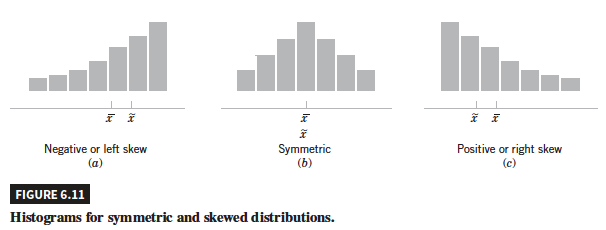 x̄ x̃
x̄
x̃
x̃ x̄
Negative or left skew
(a)
Symmetric
(b)
Positive or right skew
(c)
FIGURE 6.11
Histograms for symmetric and skewed distributions.